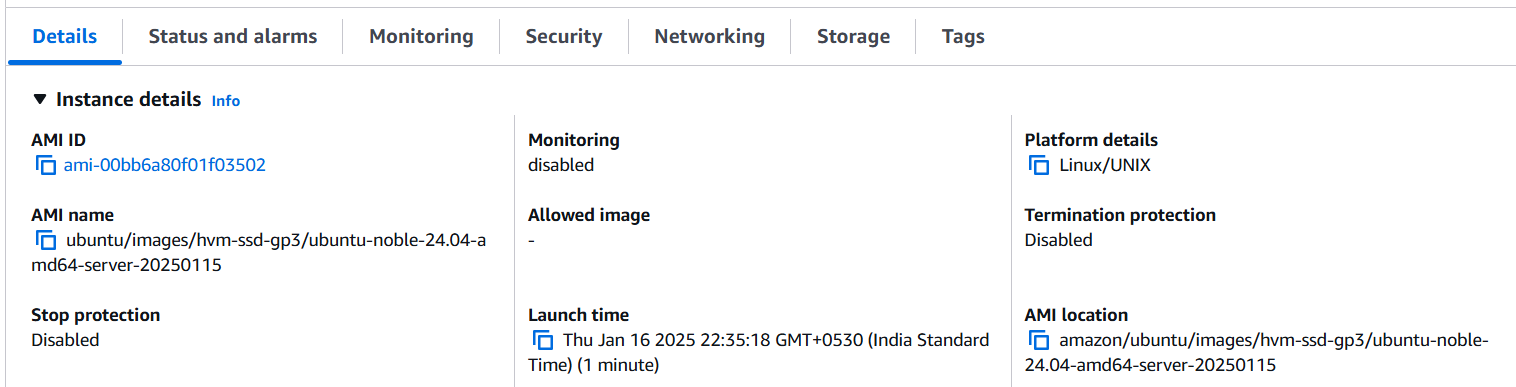 Details Status and alarms Monitoring Security Networking Storage Tags
Instance details Info
AMI ID
ami-00bb6a80f01f03502
Monitoring
disabled
Platform details
Linux/UNIX
AMI name
ubuntu/images/hvm-ssd-gp3/ubuntu-noble-24.04-a
md64-server-20250115
Allowed image
-
Termination protection
Disabled
Stop protection
Disabled
Launch time
Thu Jan 16 2025 22:35:18 GMT+0530 (India Standard
Time) (1 minute)
AMI location
amazon/ubuntu/images/hvm-ssd-gp3/ubuntu-noble-
24.04-amd64-server-20250115